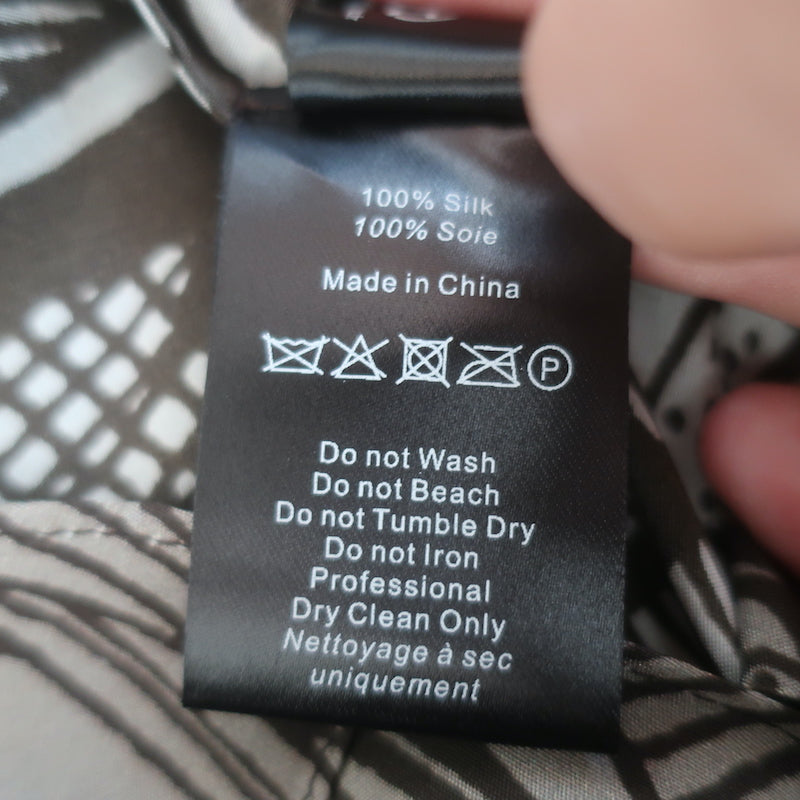 100% Silk
100% Soie
Made in China
P
Do not Wash
Do not Beach
Do not Tumble Dry
Do not Iron
Professional
Dry Clean Only
Nettoyage à sec
uniquement